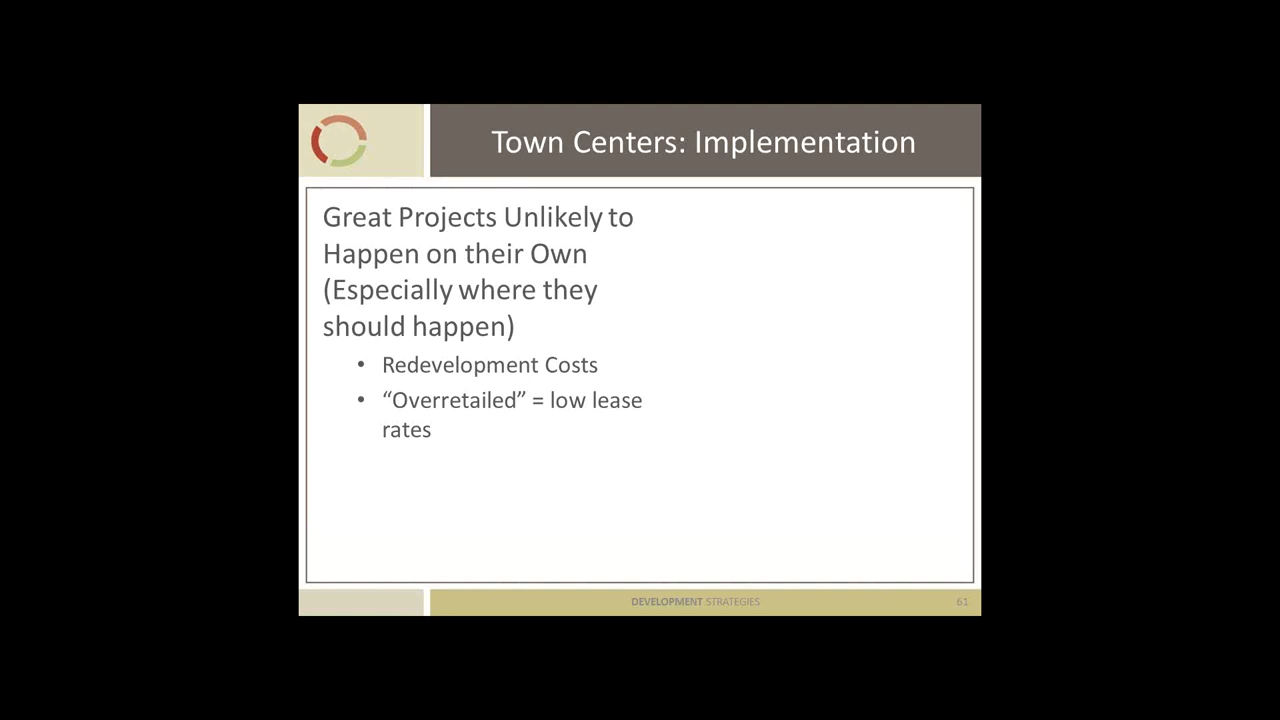 Town Centers: Implementation
Great Projects Unlikely to
Happen on their Own
(Especially where they
should happen)
• Redevelopment Costs
• “Overretailed” = low lease
rates
DEVELOPMENT STRATEGIES
61